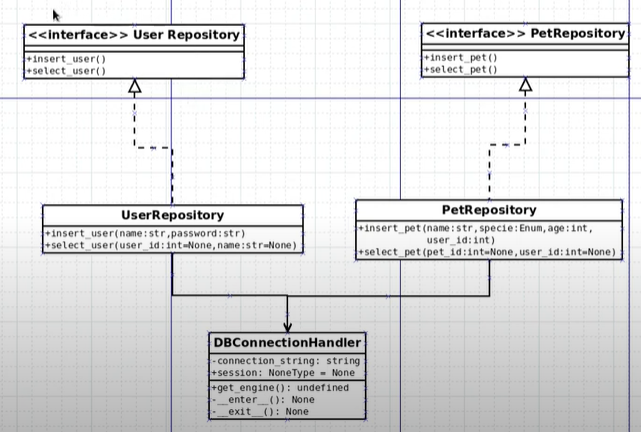 <<interface>> User Repository
+insert_user()
+select_user()
<<interface>> PetRepository
+insert_pet()
+select_pet()
UserRepository
+insert_user(name:str,password:str)
+select_user(user_id:int=None,name:str=None)
PetRepository
+insert_pet(name:str,specie:Enum,age:int,
user_id:int)
+select_pet(pet_id:int=None,user_id:int=None)
DBConnectionHandler
-connection_string: string
+session: NoneType = None
+get_engine(): undefined
-__enter__(): None
-__exit__(): None